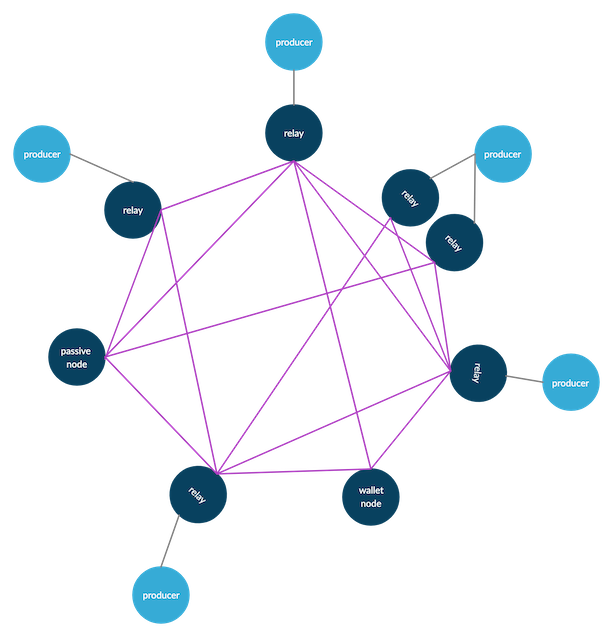 producer
relay
producer
producer
relay
relay
relay
passive
node
relay
producer
relay
wallet
node
producer